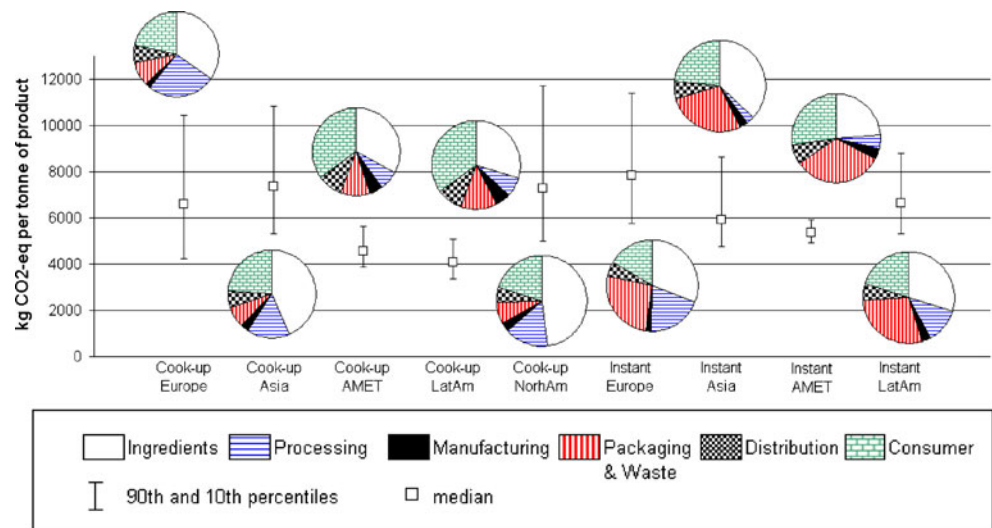 kg CO2-eq per tonne of product
12000
10000
8000
6000
4000
2000
0
Cook-up Cook-up Cook-up Cook-up Cook-up Instant Instant Instant Instant
Europe Asia AMET LatAm NorhAm Europe Asia AMET LatAm
Ingredients Processing Manufacturing Packaging Distribution Consumer
& Waste
90th and 10th percentiles median